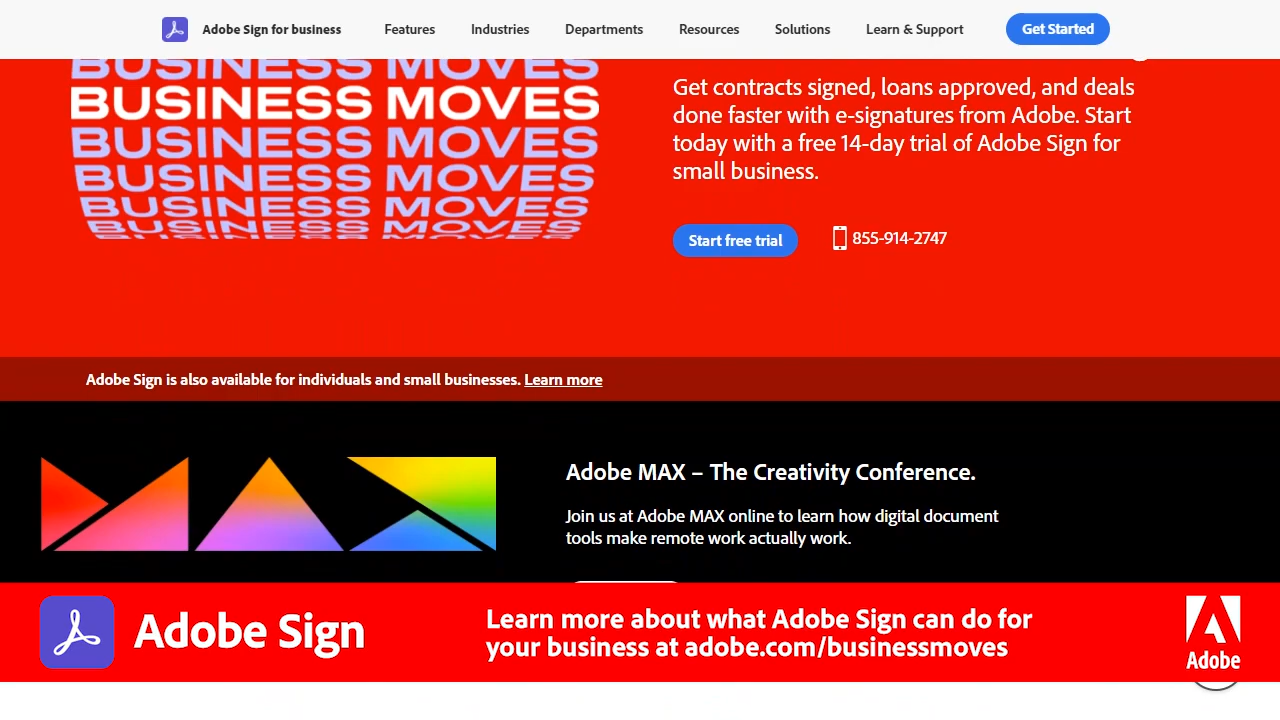 Adobe Sign for business Features Industries Departments Resources Solutions Learn & Support Get Started
BUSINESS MOVES
BUSINESS MOVES
BUSINESS MOVES
BUSINESS MOVES
BUSINESS MOVES
BUSINESS MOVES
Get contracts signed, loans approved, and deals
done faster with e-signatures from Adobe. Start
today with a free 14-day trial of Adobe Sign for
small business.
Start free trial 855-914-2747
Adobe Sign is also available for individuals and small businesses. Learn more
MAX
Adobe MAX – The Creativity Conference.
Join us at Adobe MAX online to learn how digital document
tools make remote work actually work.
Adobe Sign
Learn more about what Adobe Sign can do for
your business at adobe.com/businessmoves
Adobe